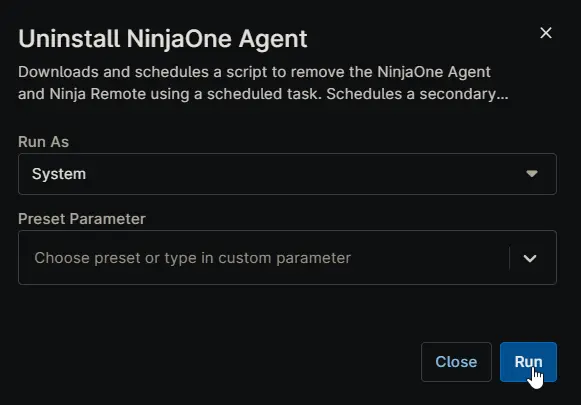 Uninstall NinjaOne Agent
Downloads and schedules a script to remove the NinjaOne Agent
and Ninja Remote using a scheduled task. Schedules a secondary...
Run As
System
Preset Parameter
Choose preset or type in custom parameter
Close
Run